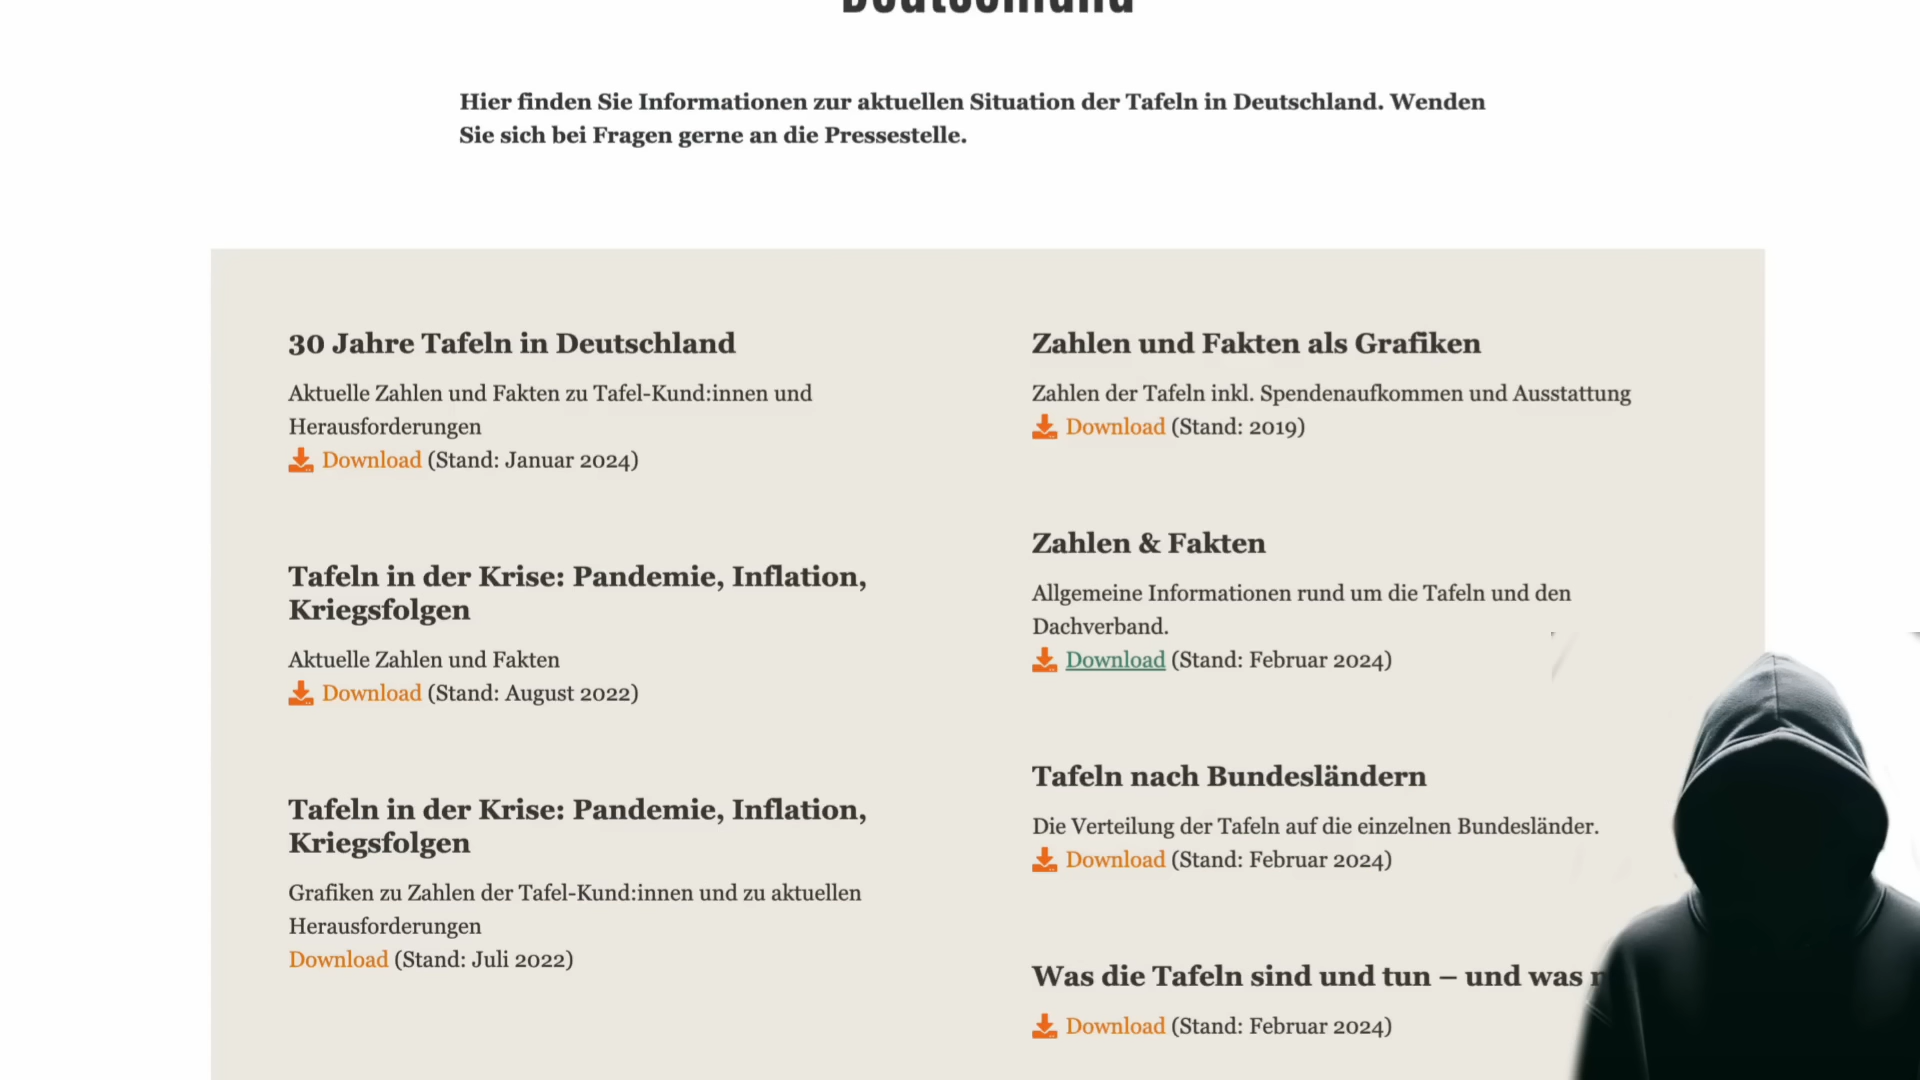 Deutschland
Hier finden Sie Informationen zur aktuellen Situation der Tafeln in Deutschland. Wenden
Sie sich bei Fragen gerne an die Pressestelle.
30 Jahre Tafeln in Deutschland
Aktuelle Zahlen und Fakten zu Tafel-Kund:innen und
Herausforderungen
Download (Stand: Januar 2024)
Tafeln in der Krise: Pandemie, Inflation,
Kriegsfolgen
Aktuelle Zahlen und Fakten
Download (Stand: August 2022)
Tafeln in der Krise: Pandemie, Inflation,
Kriegsfolgen
Grafiken zu Zahlen der Tafel-Kund:innen und zu aktuellen
Herausforderungen
Download (Stand: Juli 2022)
Zahlen und Fakten als Grafiken
Zahlen der Tafeln inkl. Spendenaufkommen und Ausstattung
Download (Stand: 2019)
Zahlen & Fakten
Allgemeine Informationen rund um die Tafeln und den
Dachverband.
Download (Stand: Februar 2024)
Tafeln nach Bundesländern
Die Verteilung der Tafeln auf die einzelnen Bundesländer.
Download (Stand: Februar 2024)
Was die Tafeln sind und tun – und was
Download (Stand: Februar 2024)